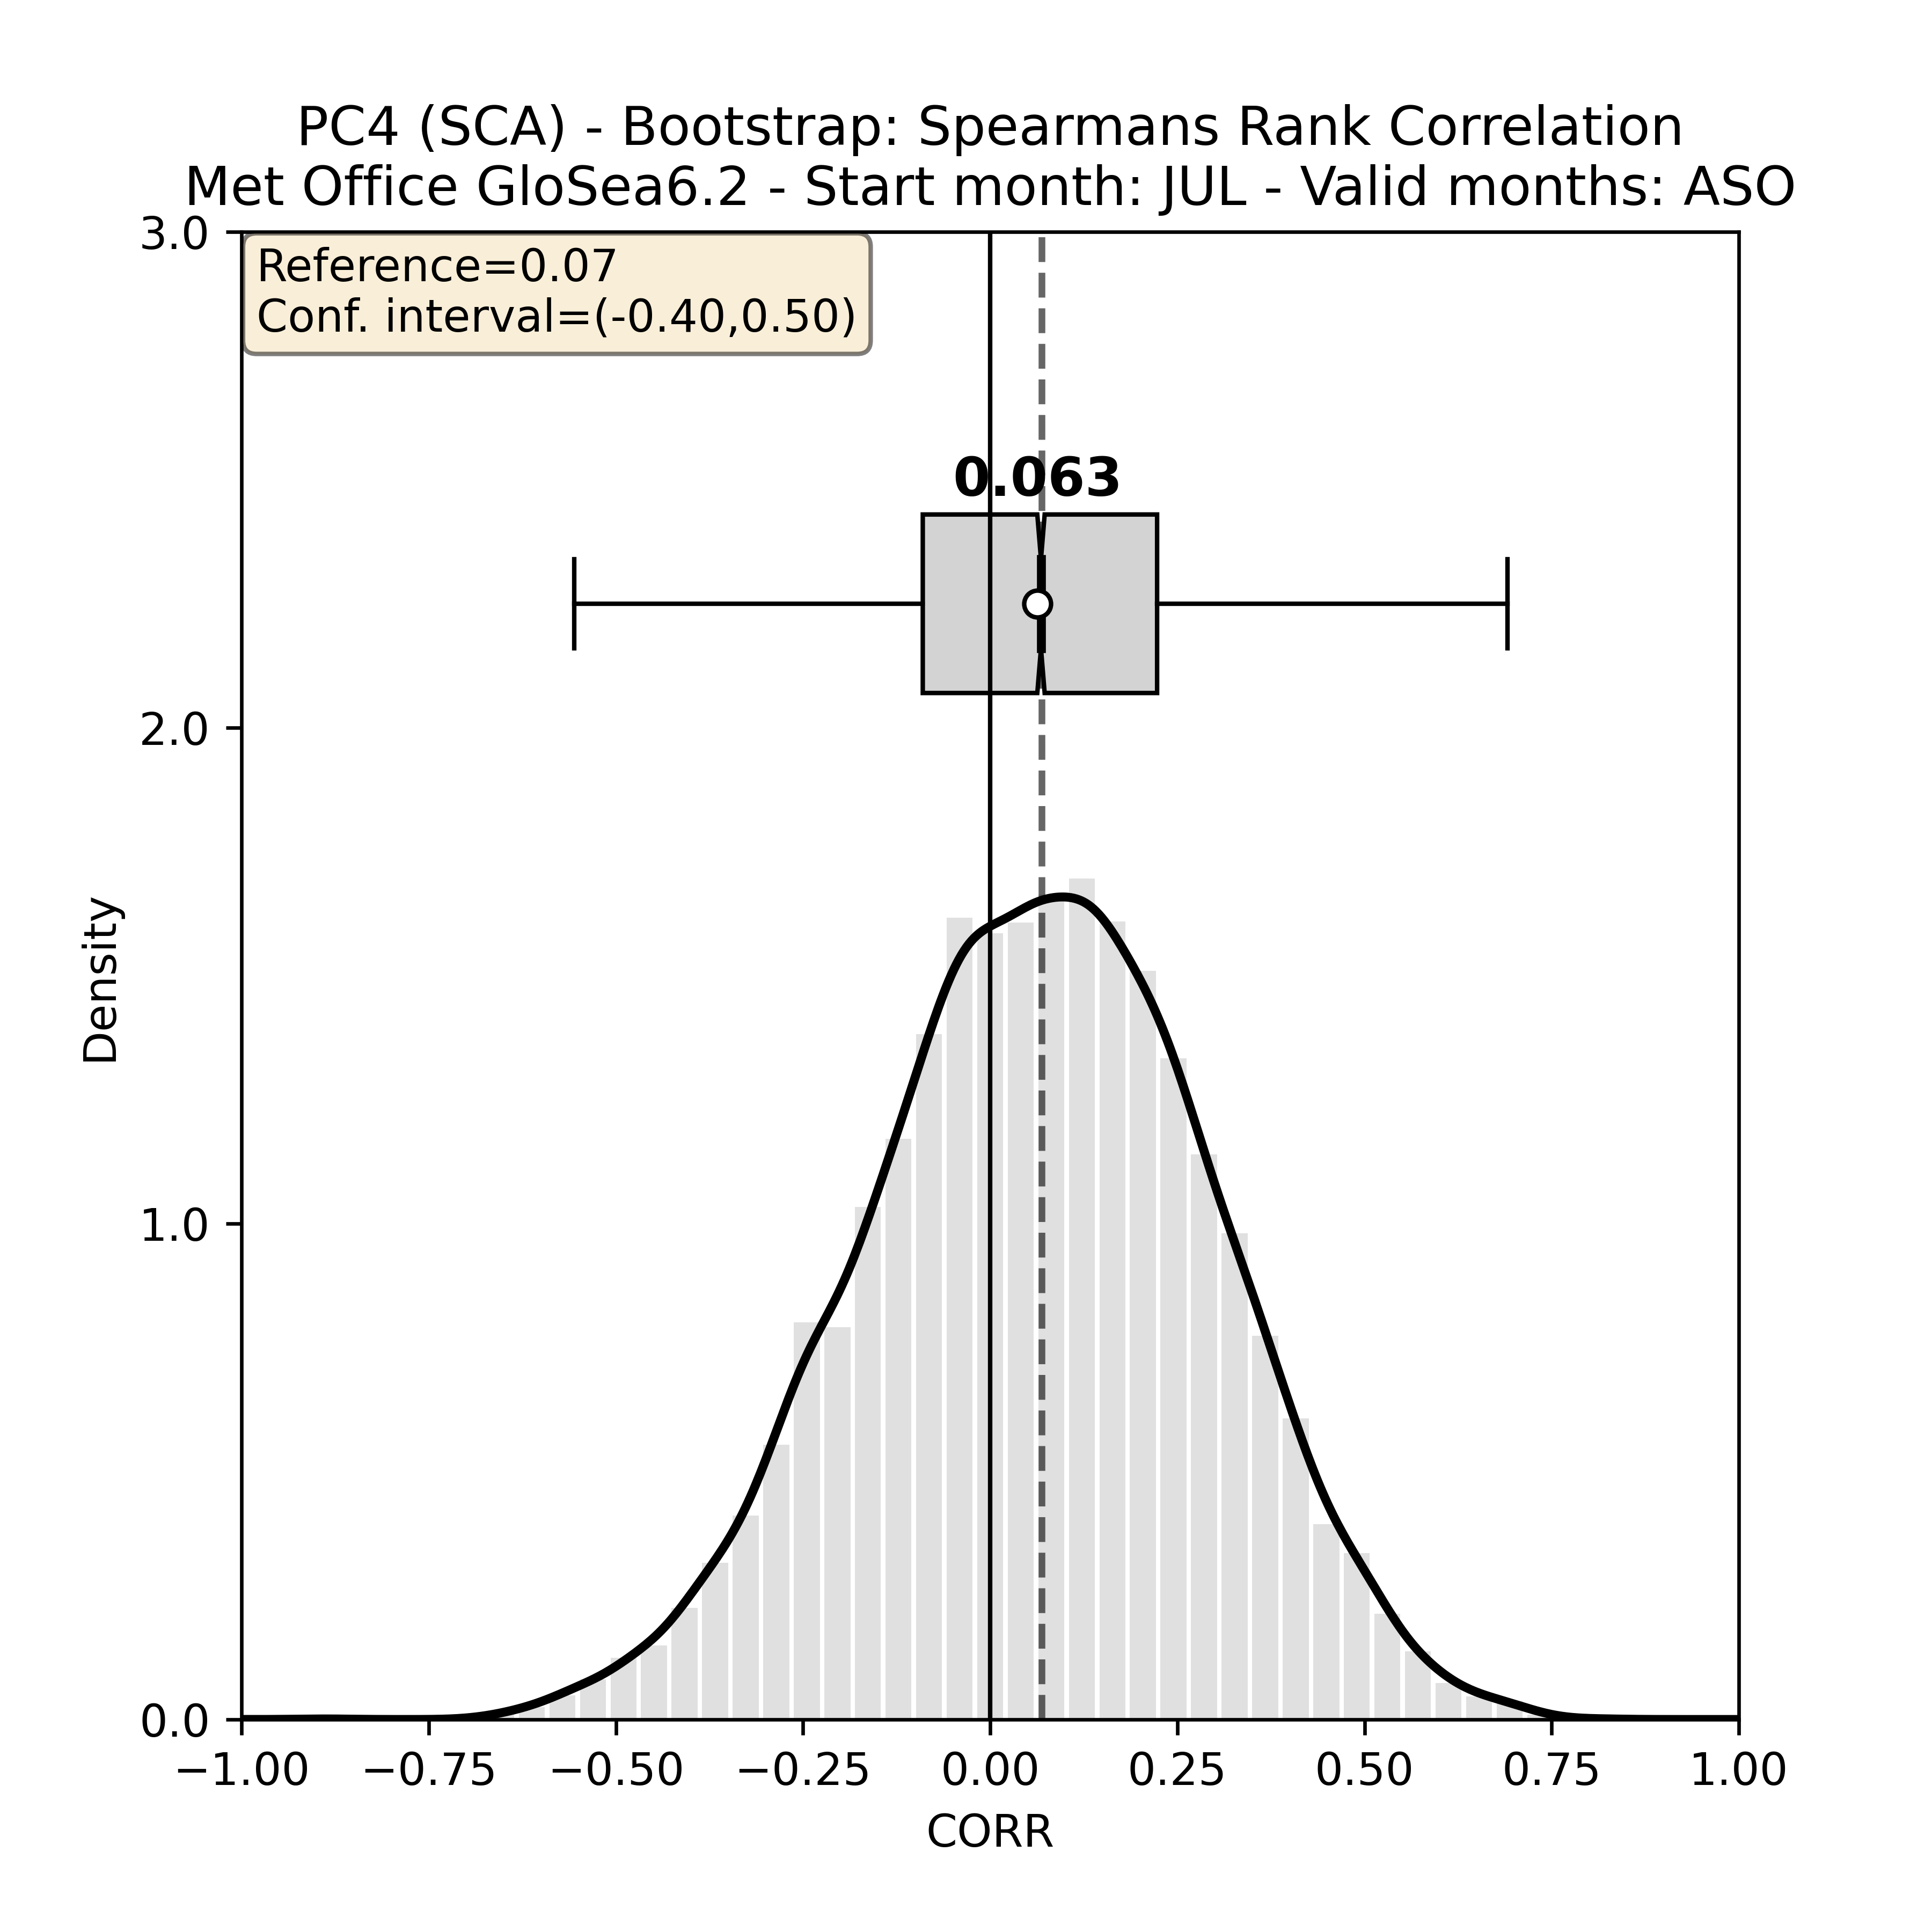 PC4 (SCA) - Bootstrap: Spearmans Rank Correlation
Met Office GloSea6.2 - Start month: JUL - Valid months: ASO
3.0
Reference=0.07
Conf. interval=(-0.40,0.50)
0.063
2.0
Density
1.0
0.0
−1.00 −0.75 −0.50 −0.25 0.00 0.25 0.50 0.75 1.00
CORR